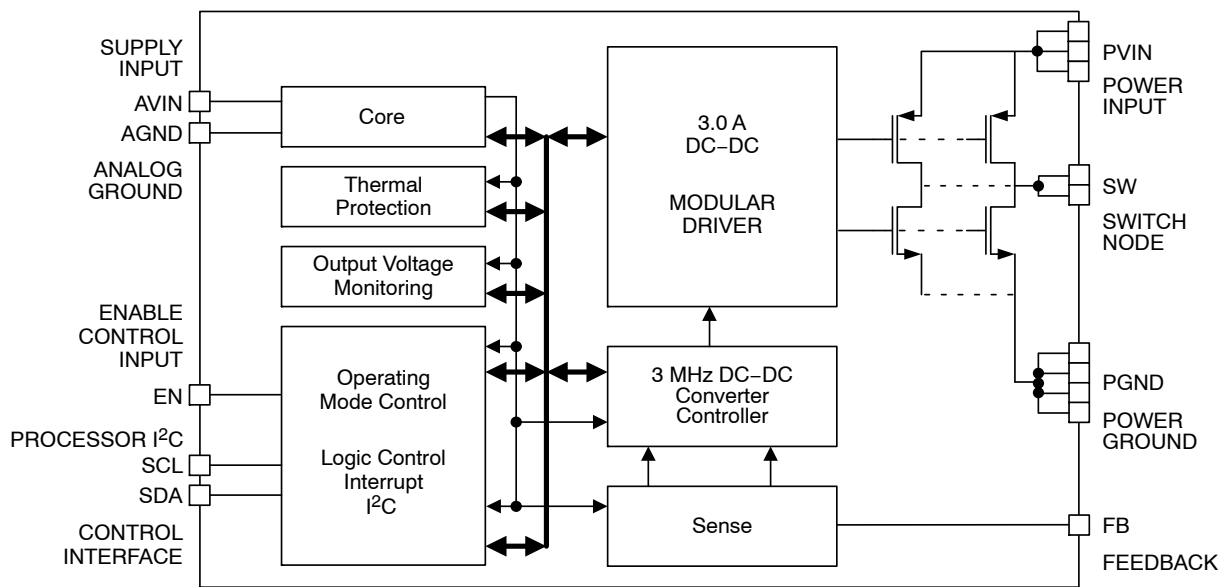 SUPPLY
INPUT
AVIN
AGND
ANALOG
GROUND
ENABLE
CONTROL
INPUT
EN
PROCESSOR I²C
SCL
SDA
CONTROL
INTERFACE
Core
Thermal
Protection
Output Voltage
Monitoring
Operating
Mode Control
Logic Control
Interrupt
I²C
3.0 A
DC−DC
MODULAR
DRIVER
3 MHz DC−DC
Converter
Controller
Sense
PVIN
POWER
INPUT
SW
SWITCH
NODE
PGND
POWER
GROUND
FB
FEEDBACK